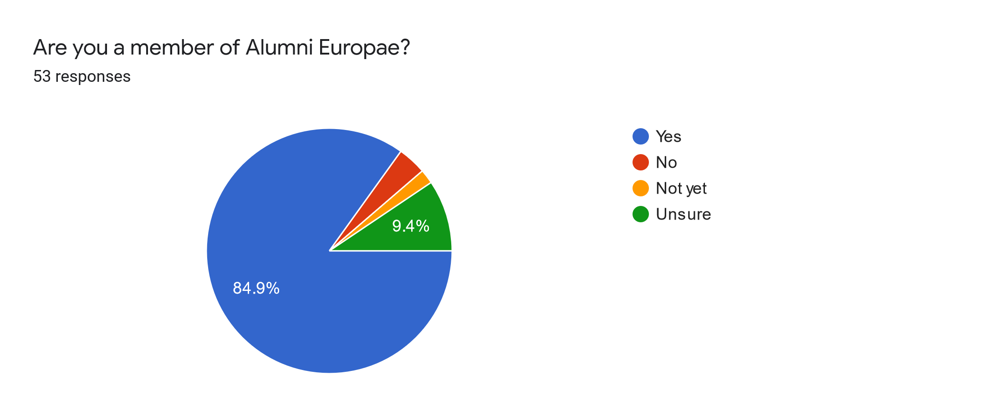 Are you a member of Alumni Europae?
53 responses
Yes
No
Not yet
Unsure
9.4%
84.9%